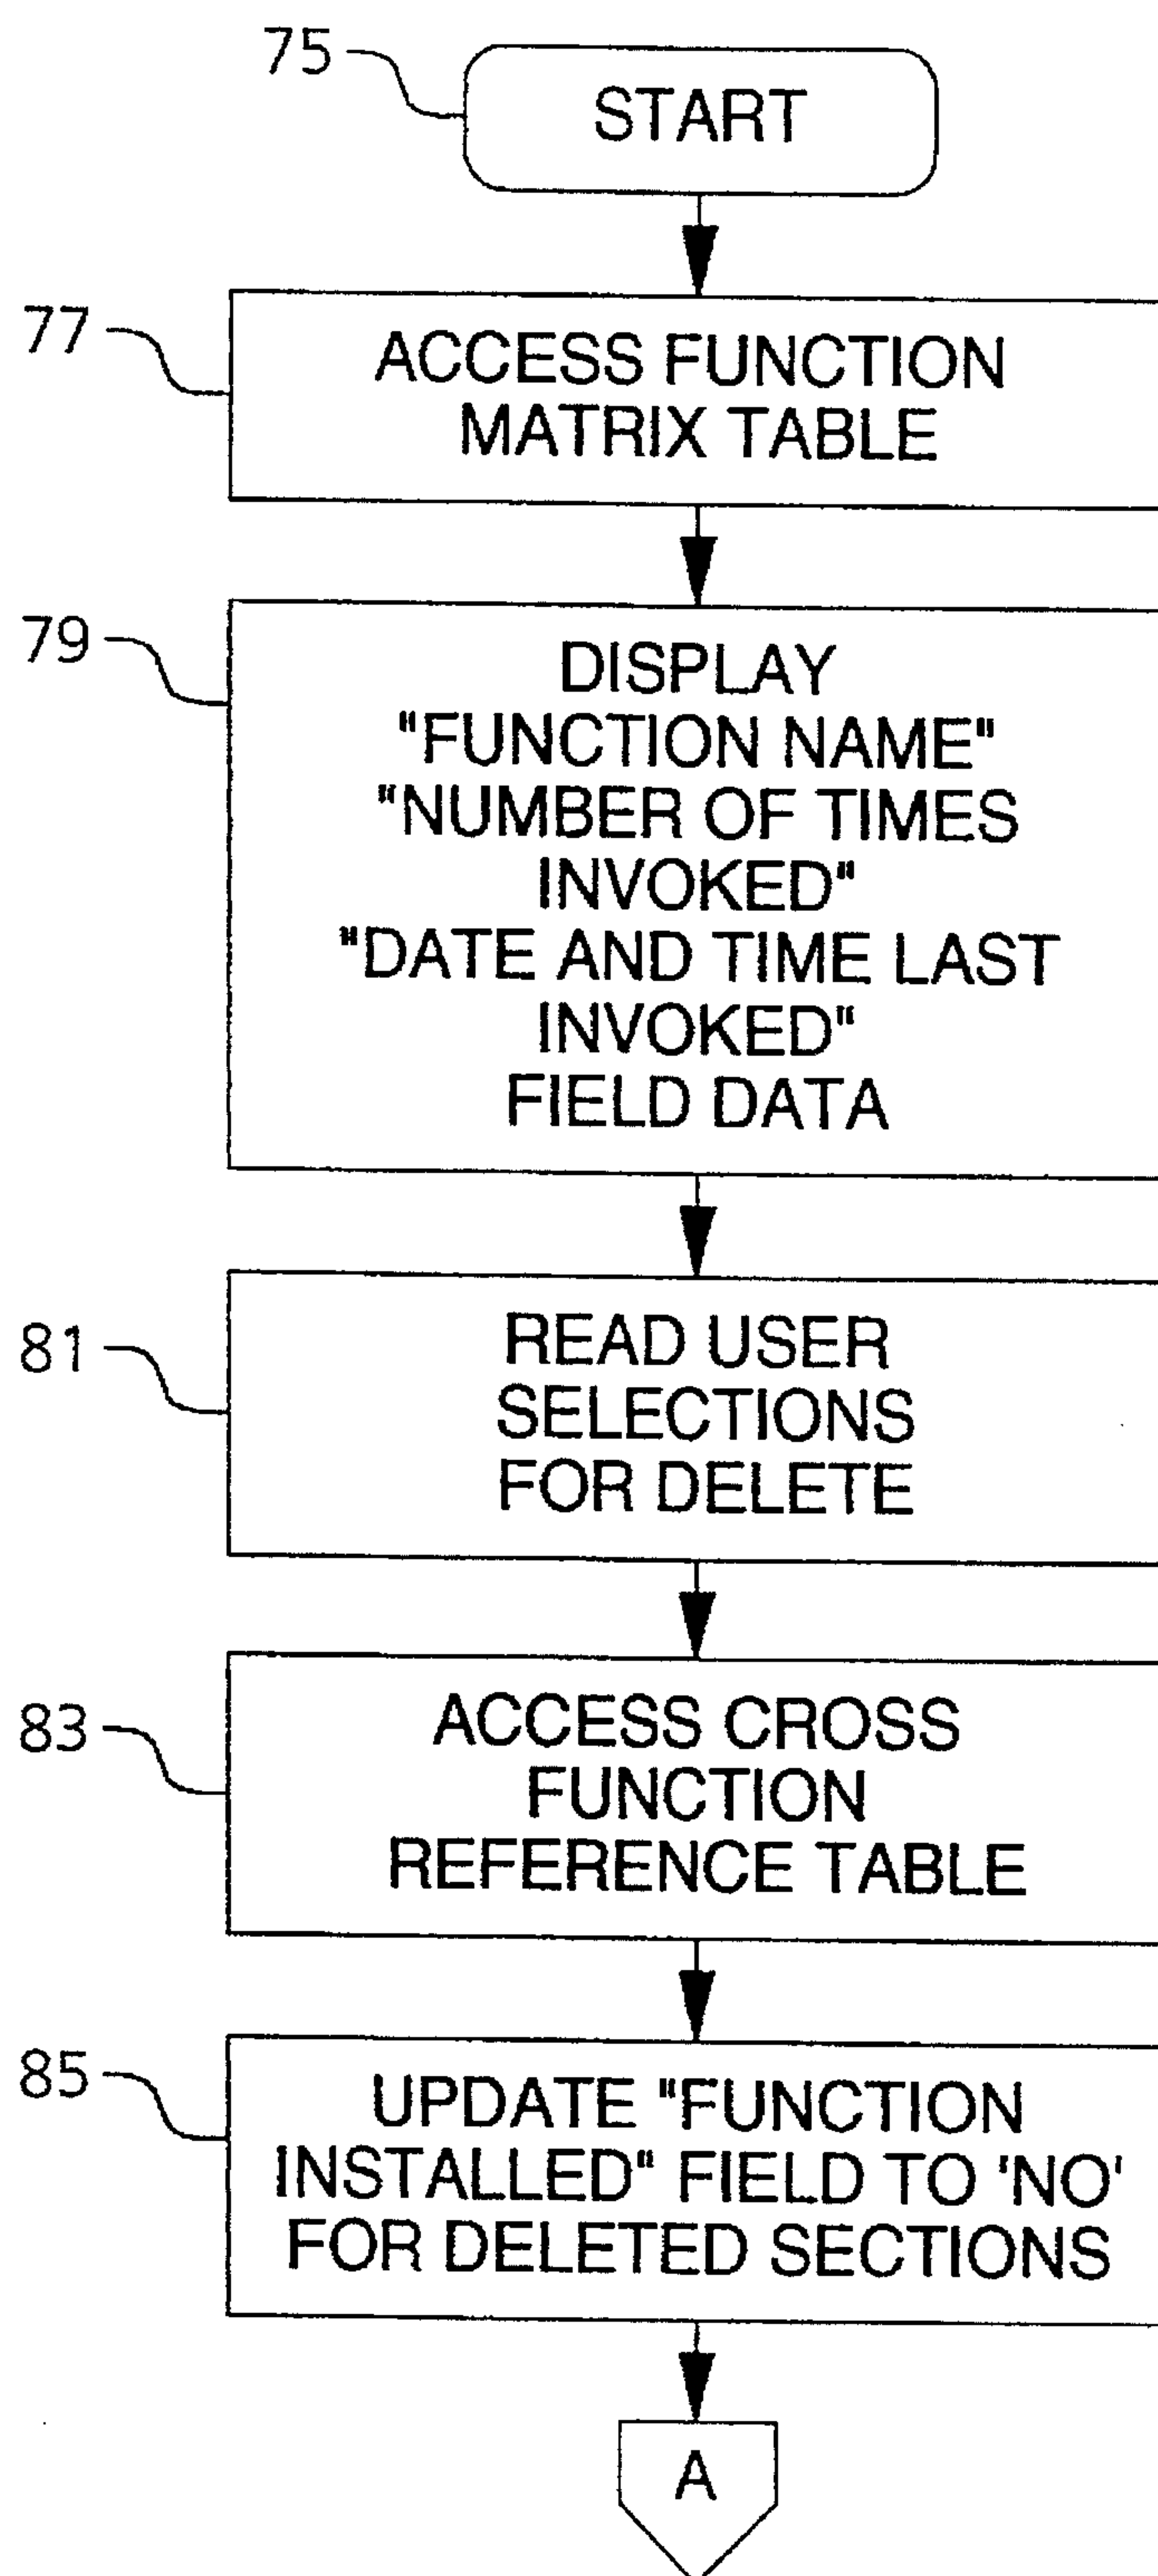 75
START
77
ACCESS FUNCTION
MATRIX TABLE
79
DISPLAY
"FUNCTION NAME"
"NUMBER OF TIMES
INVOKED"
"DATE AND TIME LAST
INVOKED"
FIELD DATA
81
READ USER
SELECTIONS
FOR DELETE
83
ACCESS CROSS
FUNCTION
REFERENCE TABLE
85
UPDATE "FUNCTION
INSTALLED" FIELD TO 'NO'
FOR DELETED SECTIONS
A